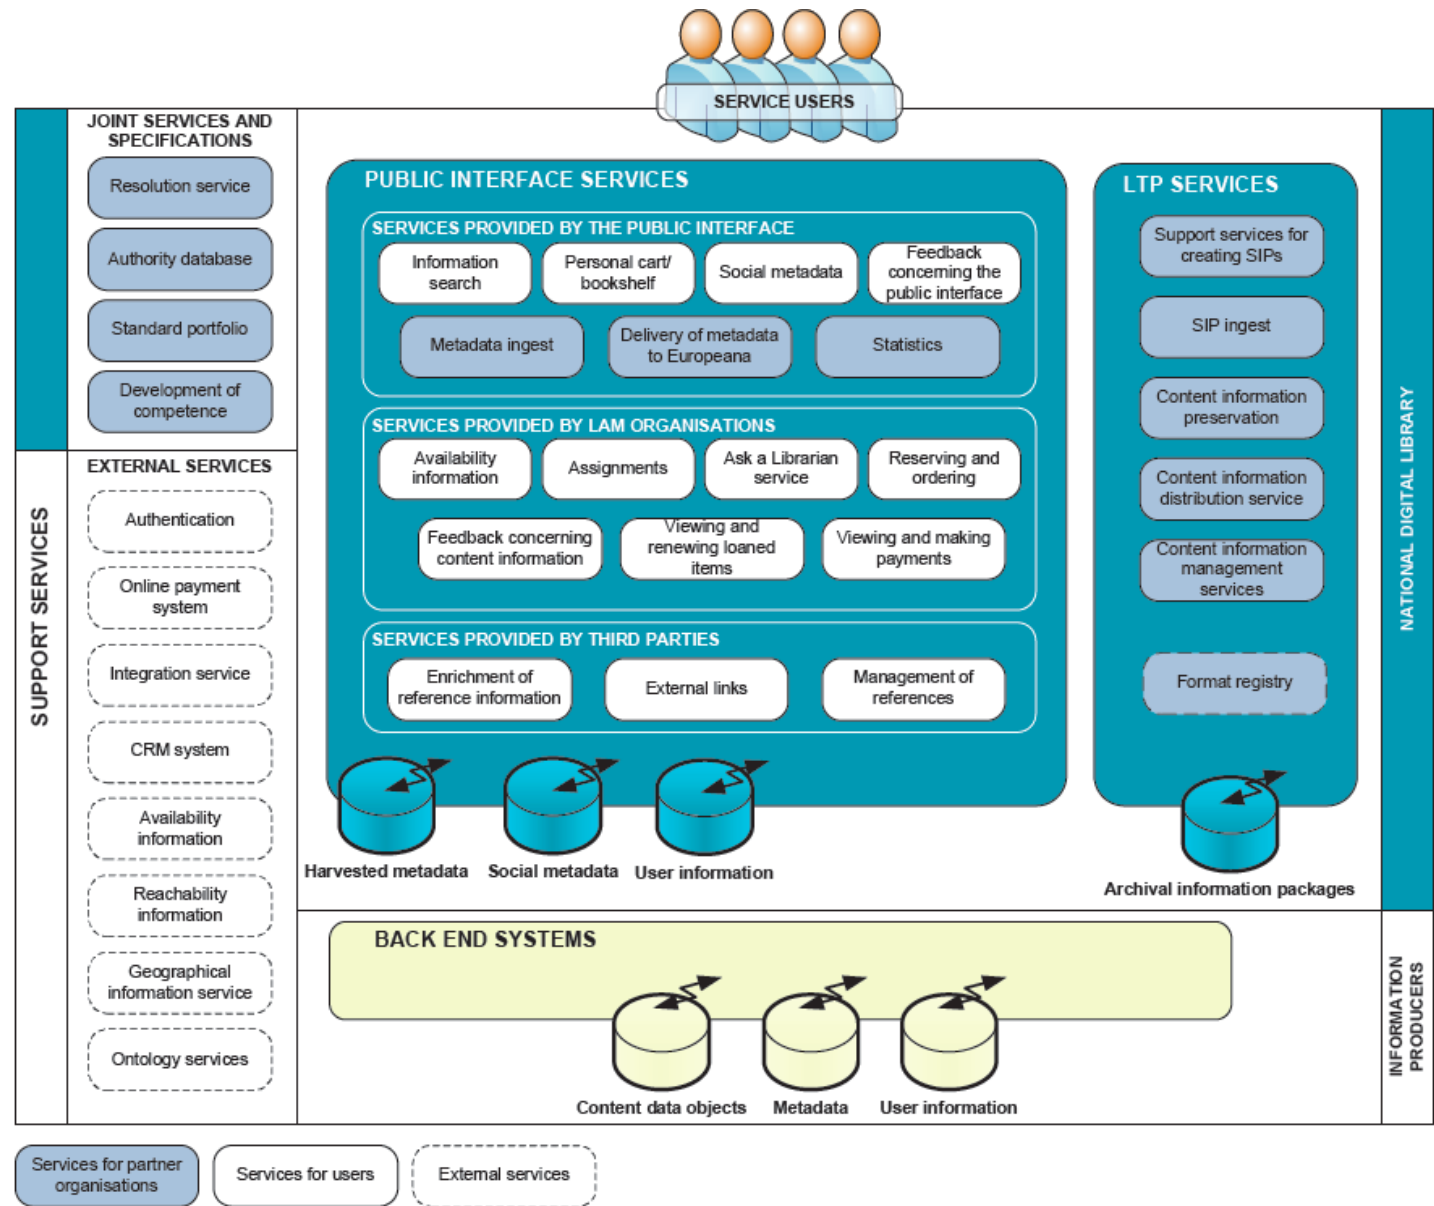 SERVICE USERS
JOINT SERVICES AND
SPECIFICATIONS
Resolution service
Authority database
Standard portfolio
Development of
competence
EXTERNAL SERVICES
Authentication
Online payment
system
Integration service
CRM system
Availability
information
Reachability
information
Geographical
information service
Ontology services
SUPPORT SERVICES
PUBLIC INTERFACE SERVICES
SERVICES PROVIDED BY THE PUBLIC INTERFACE
Information
search
Personal cart/
bookshelf
Social metadata
Feedback
concerning the
public interface
Metadata ingest
Delivery of metadata
to Europeana
Statistics
SERVICES PROVIDED BY LAM ORGANISATIONS
Availability
information
Assignments
Ask a Librarian
service
Reserving and
ordering
Feedback concerning
content information
Viewing and
renewing loaned
items
Viewing and making
payments
SERVICES PROVIDED BY THIRD PARTIES
Enrichment of
reference information
External links
Management of
references
Harvested metadata
Social metadata
User information
LTP SERVICES
Support services for
creating SIPs
SIP ingest
Content information
preservation
Content information
distribution service
Content information
management
services
Format registry
Archival information packages
NATIONAL DIGITAL LIBRARY
BACK END SYSTEMS
Content data objects
Metadata
User information
INFORMATION
PRODUCERS
Services for partner
organisations
Services for users
External services